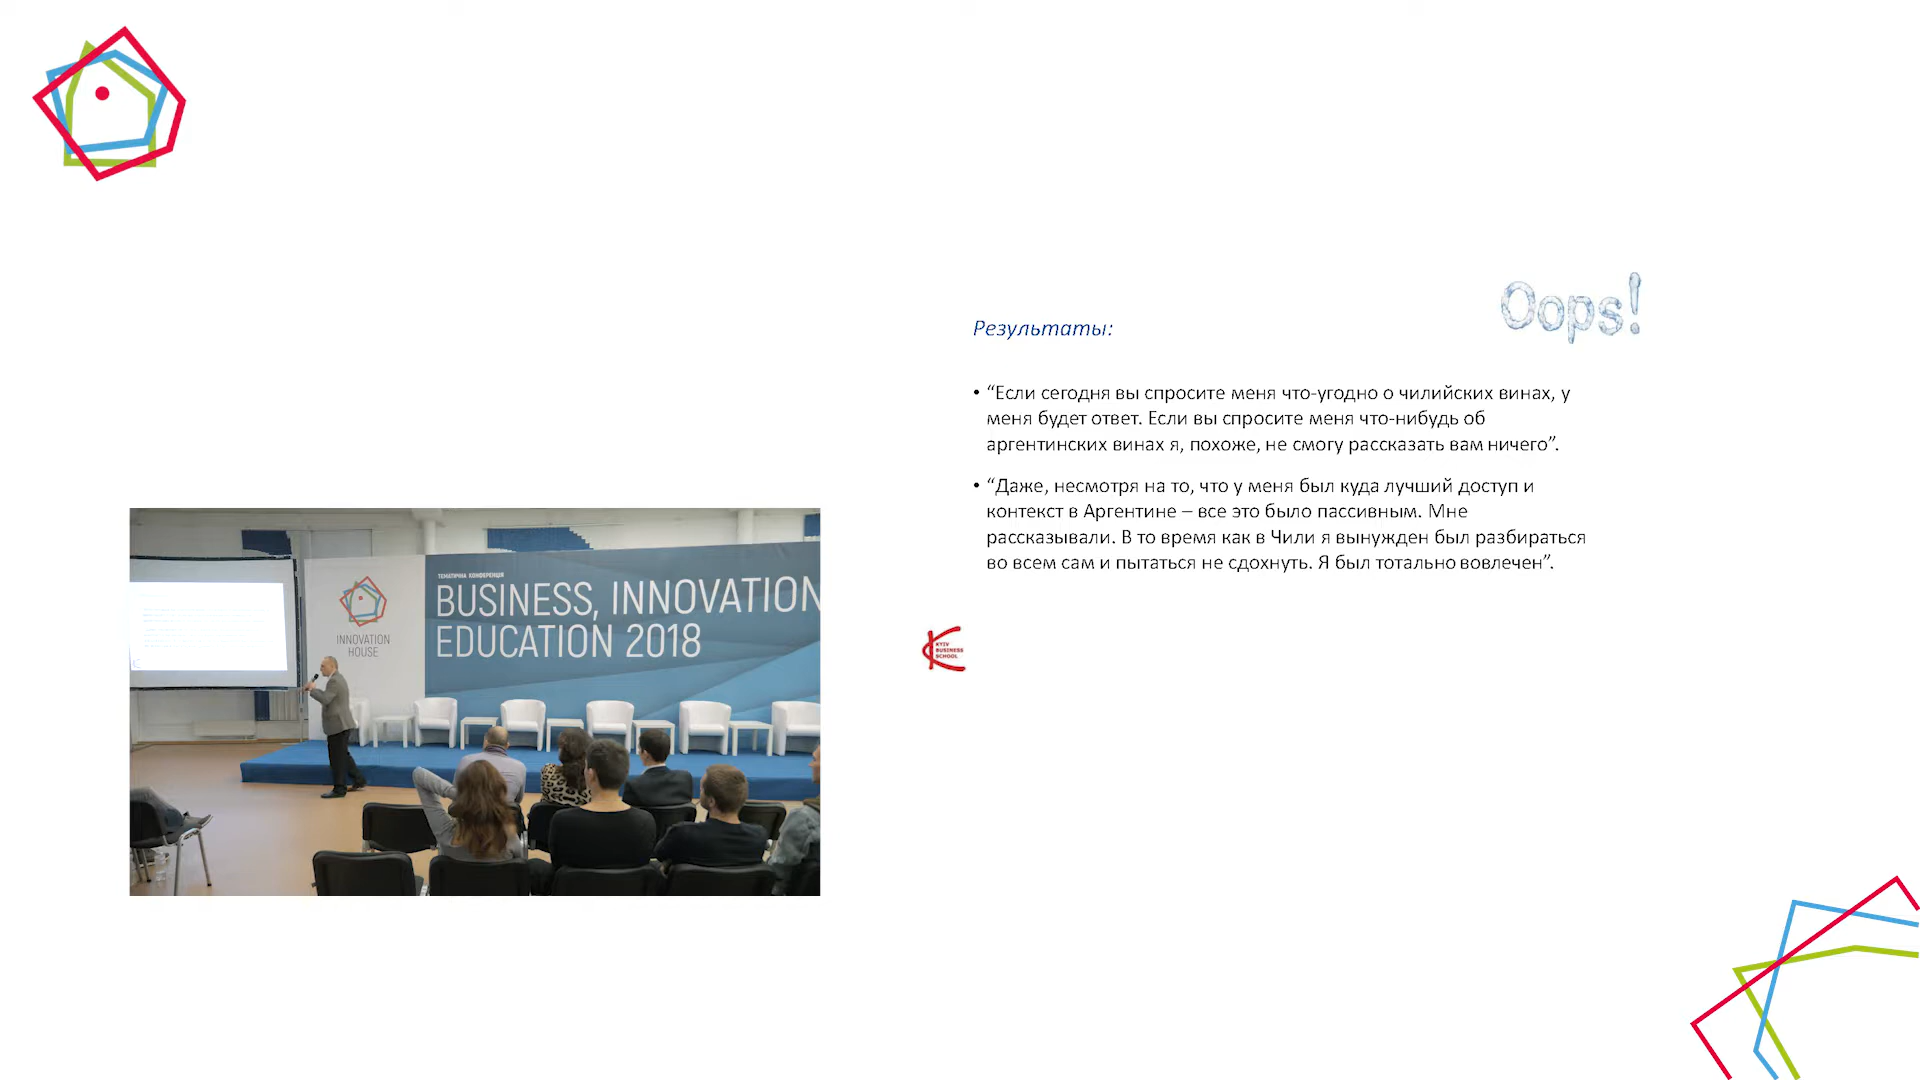 Oops!
Результаты:
• “Если сегодня вы спросите меня что-угодно о чилийских винах, у
меня будет ответ. Если вы спросите меня что-нибудь об
аргентинских винах я, похоже, не смогу рассказать вам ничего”.
• “Даже, несмотря на то, что у меня был куда лучший доступ и
контекст в Аргентине – все это было пассивным. Мне
рассказывали. В то время как в Чили я вынужден был разбираться
во всем сам и пытаться не сдохнуть. Я был тотально вовлечен”.
KYIV
BUSINESS
SCHOOL
ТЕМАТИЧНА КОНФЕРЕНЦІЯ
BUSINESS, INNOVATION
EDUCATION 2018
INNOVATION
HOUSE